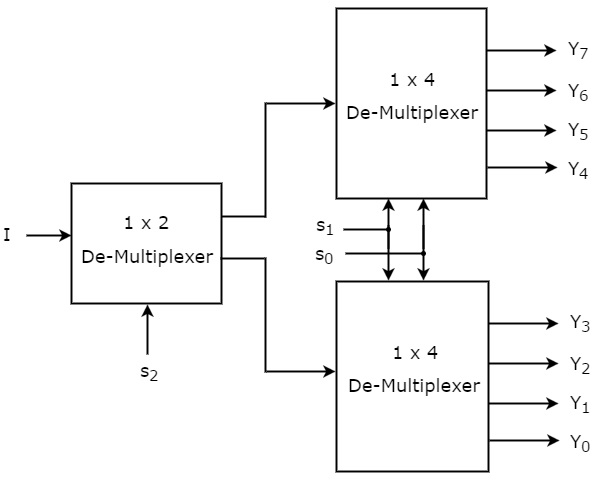 1 x 4
De-Multiplexer
Y7
Y6
Y5
Y4
I
1 x 2
De-Multiplexer
s2
s1
s0
1 x 4
De-Multiplexer
Y3
Y2
Y1
Y0